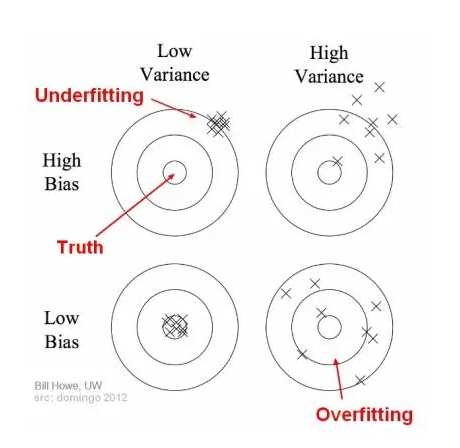 Low
Variance
High
Variance
Underfitting
High
Bias
Truth
Low
Bias
Bill Howe, UW
src: domingo 2012
Overfitting